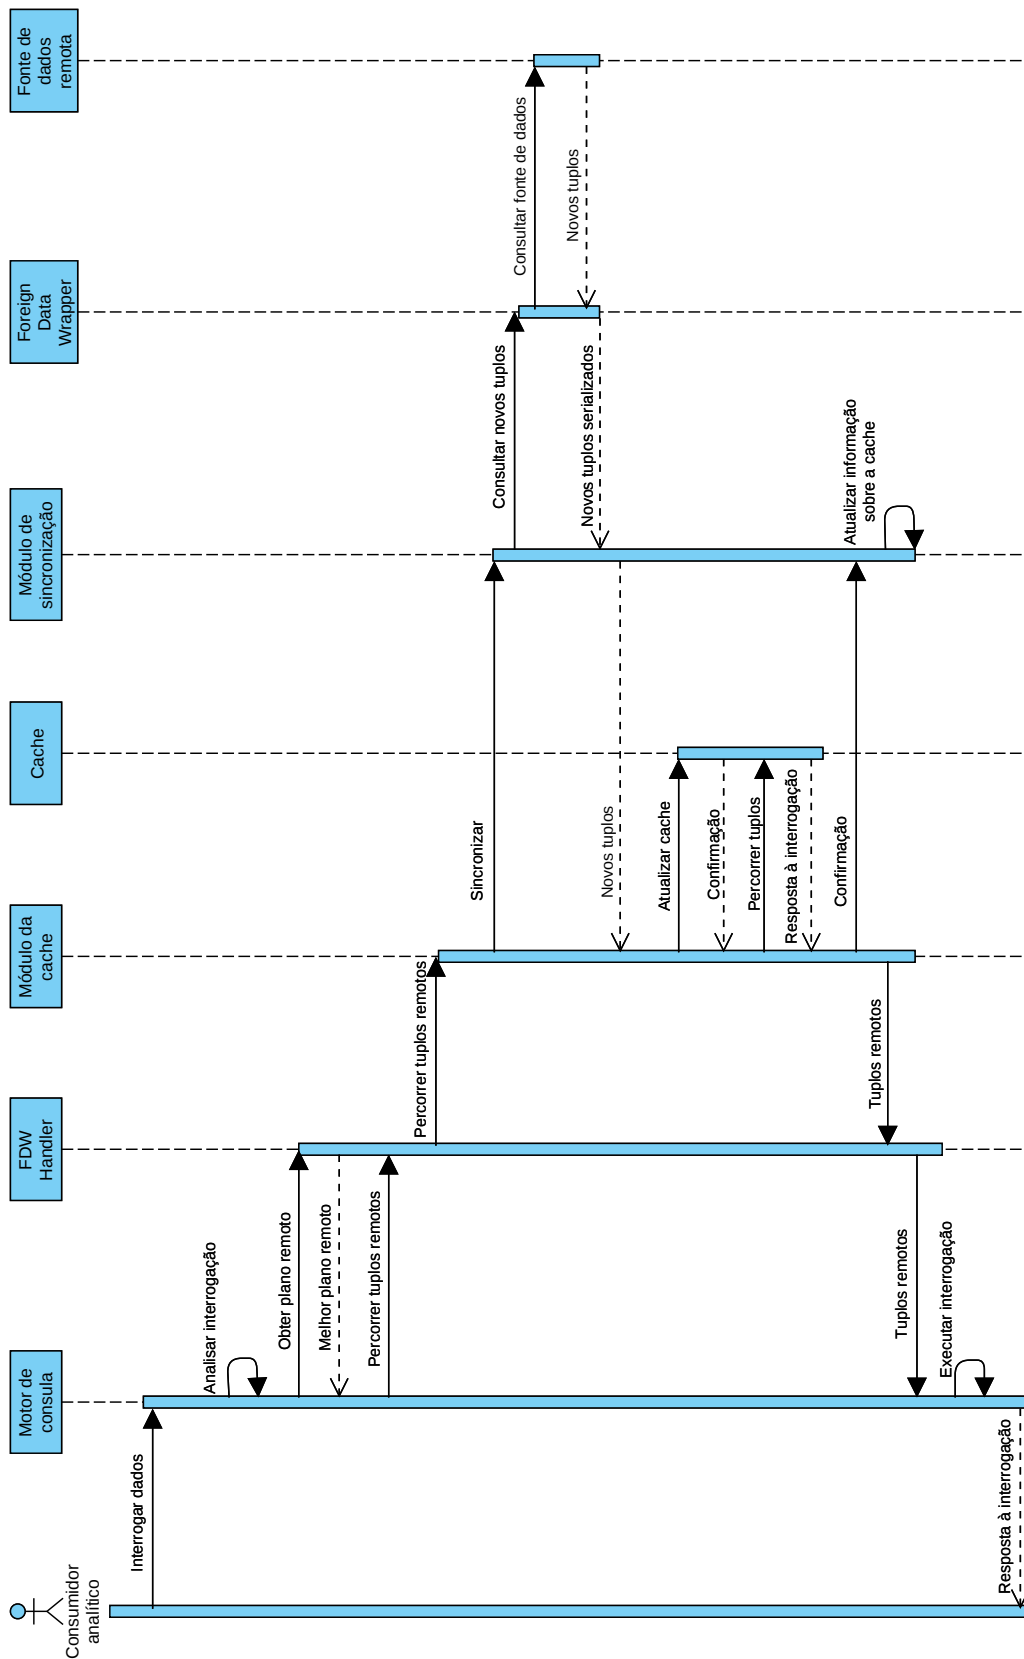 Consumidor
analítico
Motor de
consula
FDW
Handler
Módulo da
cache
Cache
Módulo de
sincronização
Foreign
Data
Wrapper
Fonte de
dados
remota
Interrogar dados
Analisar interrogação
Obter plano remoto
Melhor plano remoto
Percorrer tuplos remotos
Percorrer tuplos remotos
Sincronizar
Consultar novos tuplos
Consultar fonte de dados
Novos tuplos
Novos tuplos serializados
Novos tuplos
Atualizar cache
Confirmação
Percorrer tuplos
Resposta à interrogação
Confirmação
Atualizar informação
sobre a cache
Tuplos remotos
Tuplos remotos
Executar interrogação
Resposta à interrogação